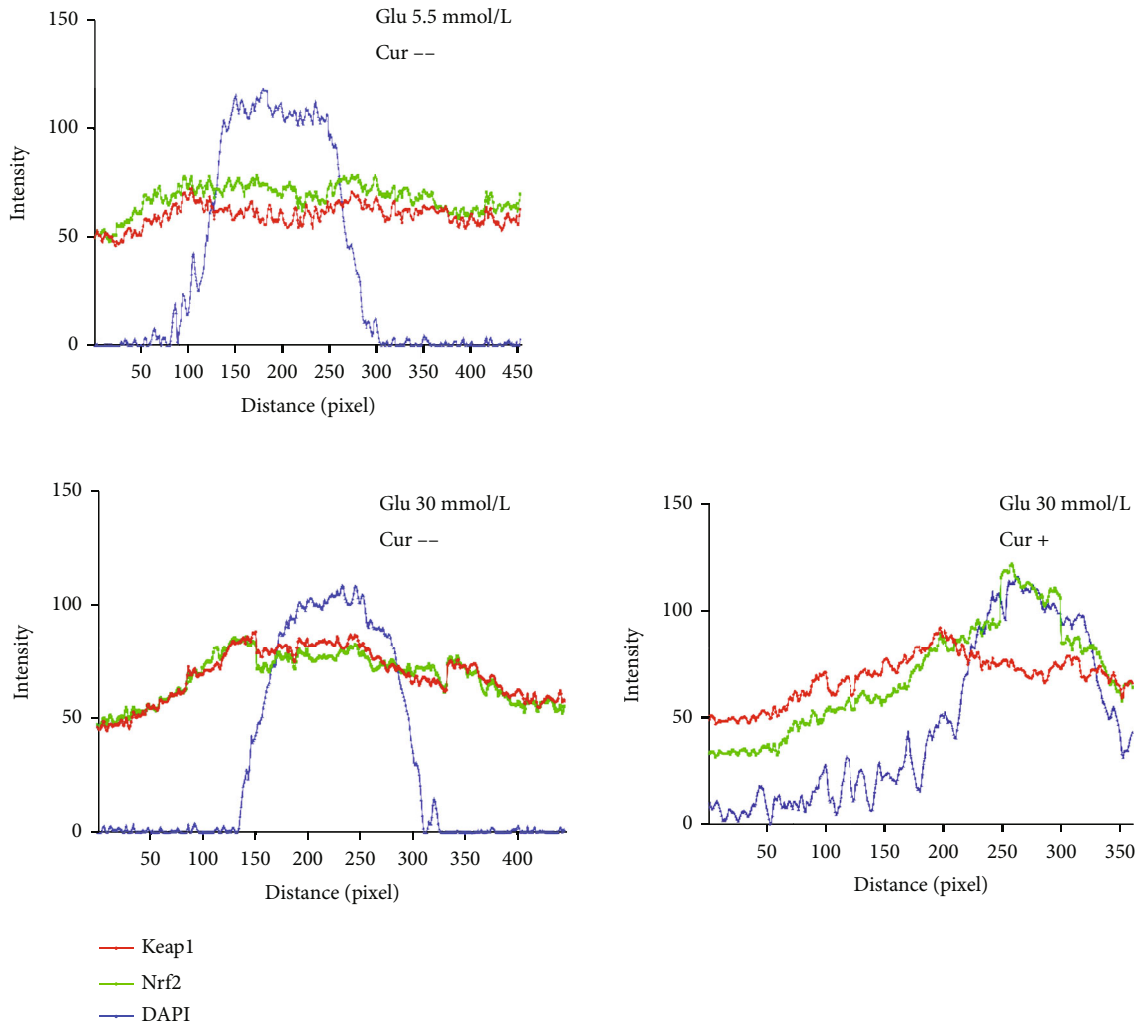 150
100
50
0
Intensity
Glu 5.5 mmol/L
Cur --
50 100 150 200 250 300 350 400 450
Distance (pixel)
150
100
50
0
Intensity
Glu 30 mmol/L
Cur --
50 100 150 200 250 300 350 400
Distance (pixel)
150
100
50
0
Intensity
Glu 30 mmol/L
Cur +
50 100 150 200 250 300 350
Distance (pixel)
Keap1
Nrf2
DAPI